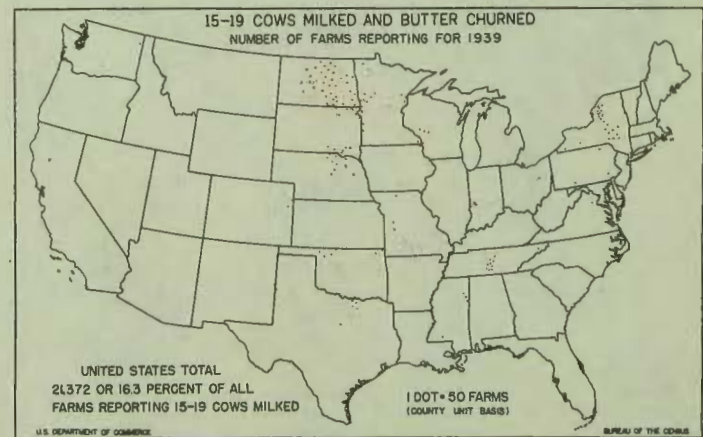 15-19 COWS MILKED AND BUTTER CHURNED
NUMBER OF FARMS REPORTING FOR 1939
UNITED STATES TOTAL
21,372 OR 16.3 PERCENT OF ALL
FARMS REPORTING 15-19 COWS MILKED
1 DOT = 50 FARMS
(COUNTY UNIT BASIS)
U.S. DEPARTMENT OF COMMERCE
BUREAU OF THE CENSUS